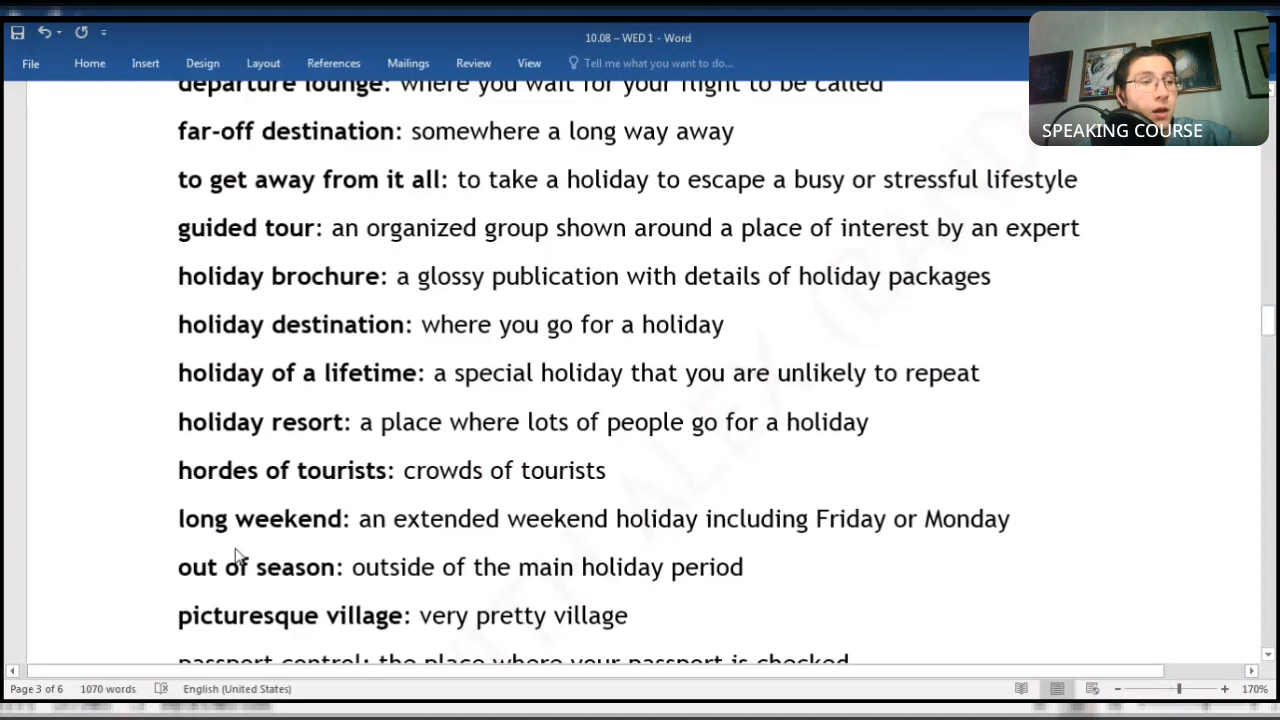 10.08 – WED 1 - Word
File Home Insert Design Layout References Mailings Review View Tell me what you want to do...
SPEAKING COURSE
departure lounge: where you wait for your flight to be called
far-off destination: somewhere a long way away
to get away from it all: to take a holiday to escape a busy or stressful lifestyle
guided tour: an organized group shown around a place of interest by an expert
holiday brochure: a glossy publication with details of holiday packages
holiday destination: where you go for a holiday
holiday of a lifetime: a special holiday that you are unlikely to repeat
holiday resort: a place where lots of people go for a holiday
hordes of tourists: crowds of tourists
long weekend: an extended weekend holiday including Friday or Monday
out of season: outside of the main holiday period
picturesque village: very pretty village
passport control: the place where your passport is checked
Page 3 of 6 1070 words English (United States) 170%